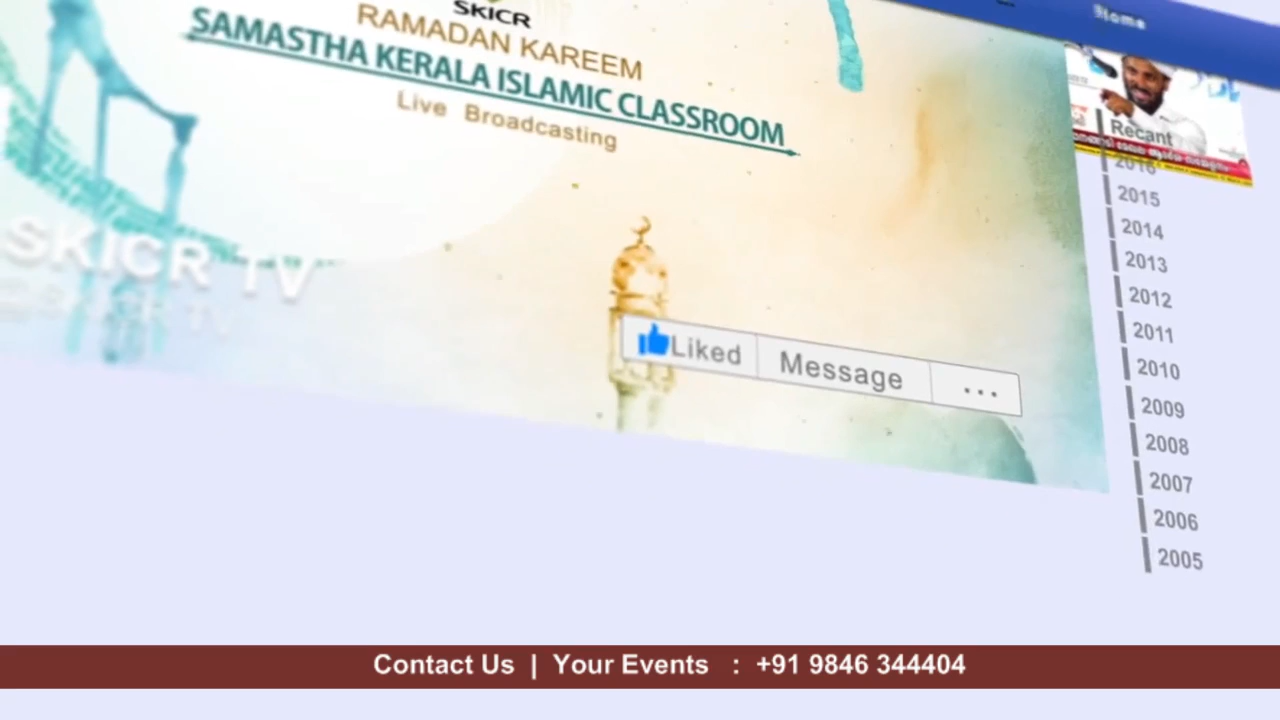 SKICR
RAMADAN KAREEM
SAMASTHA KERALA ISLAMIC CLASSROOM
Live Broadcasting
SKICR TV
Liked
Message
...
Home
Recant
2016
2015
2014
2013
2012
2011
2010
2009
2008
2007
2006
2005
Contact Us | Your Events : +91 9846 344404